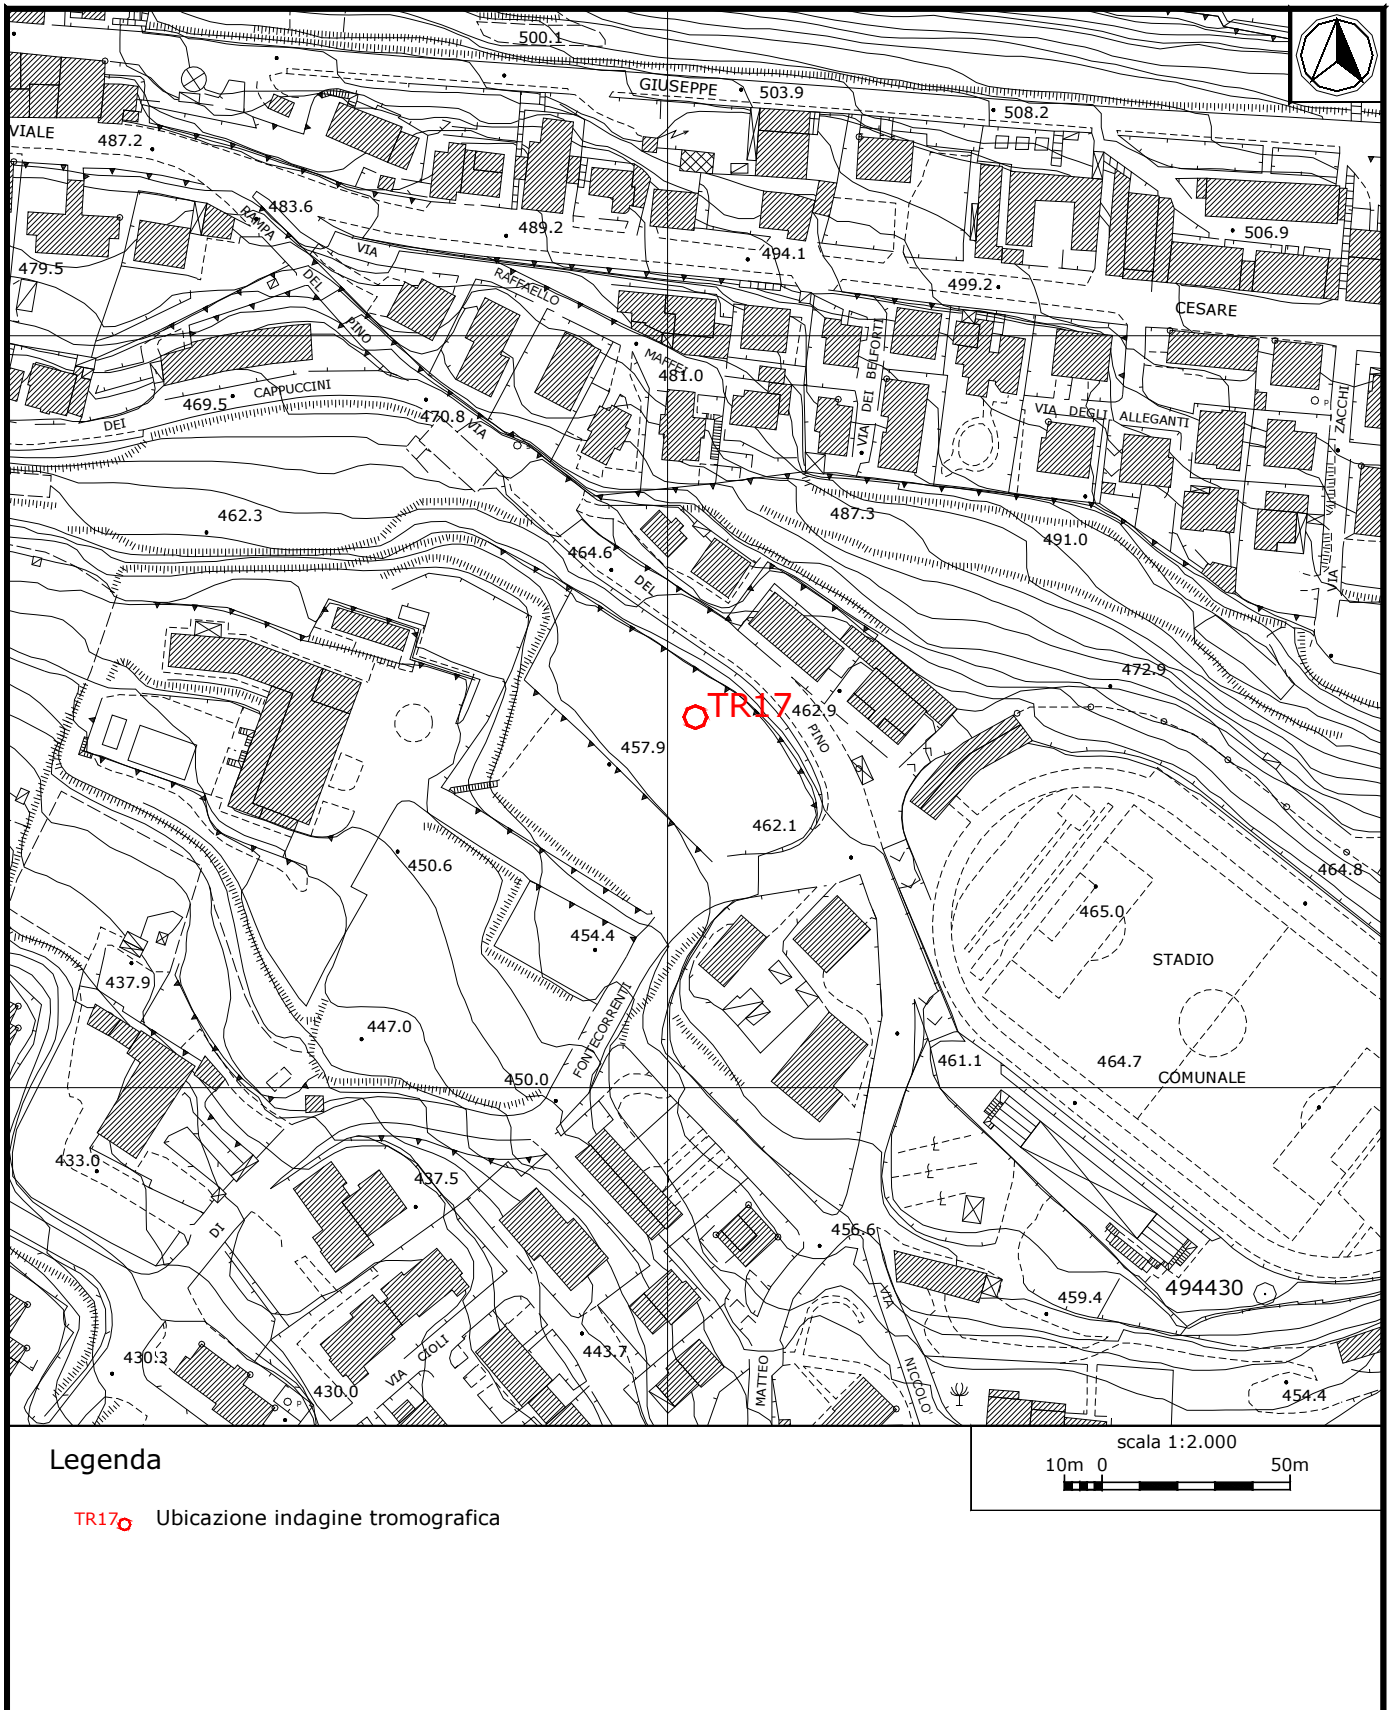 500.1
GIUSEPPE 503.9
508.2
VIALE
487.2
483.6
RAMPA
489.2
506.9
VIA
494.1
479.5
DEL
RAFFAELLO
499.2
CESARE
PINO
MAFFEI
481.0
VIA DEI BELFORTI
CAPPUCCINI
469.5
470.8
VIA
VIA DEGLI ALLEGANTI
VIA ZACCHI
P
DEI
462.3
487.3
491.0
464.6
DEL
472.9
TR17
462.9
PINO
457.9
462.1
450.6
464.8
465.0
454.4
STADIO
437.9
FONTECORRENTI
447.0
461.1
464.7
450.0
COMUNALE
433.0
437.5
DI
456.6
VIA
494430
459.4
443.7
430.3
VIA CIOLI
430.0
P
MATTEO
NICCOLO'
454.4
Legenda
scala 1:2.000
10m 0 50m
TR17 Ubicazione indagine tromografica